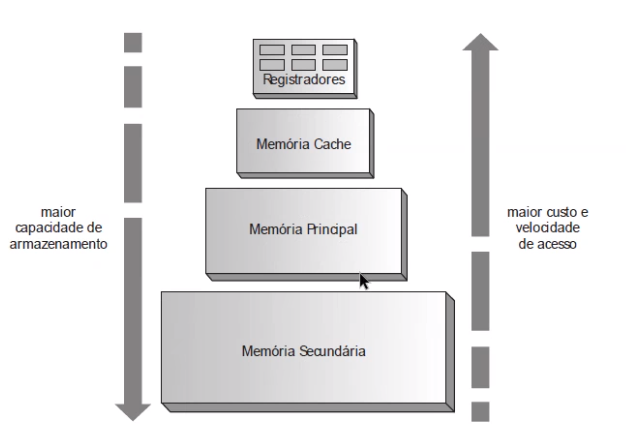 Registradores
Memória Cache
Memória Principal
Memória Secundária
maior
capacidade de
armazenamento
maior custo e
velocidade
de acesso